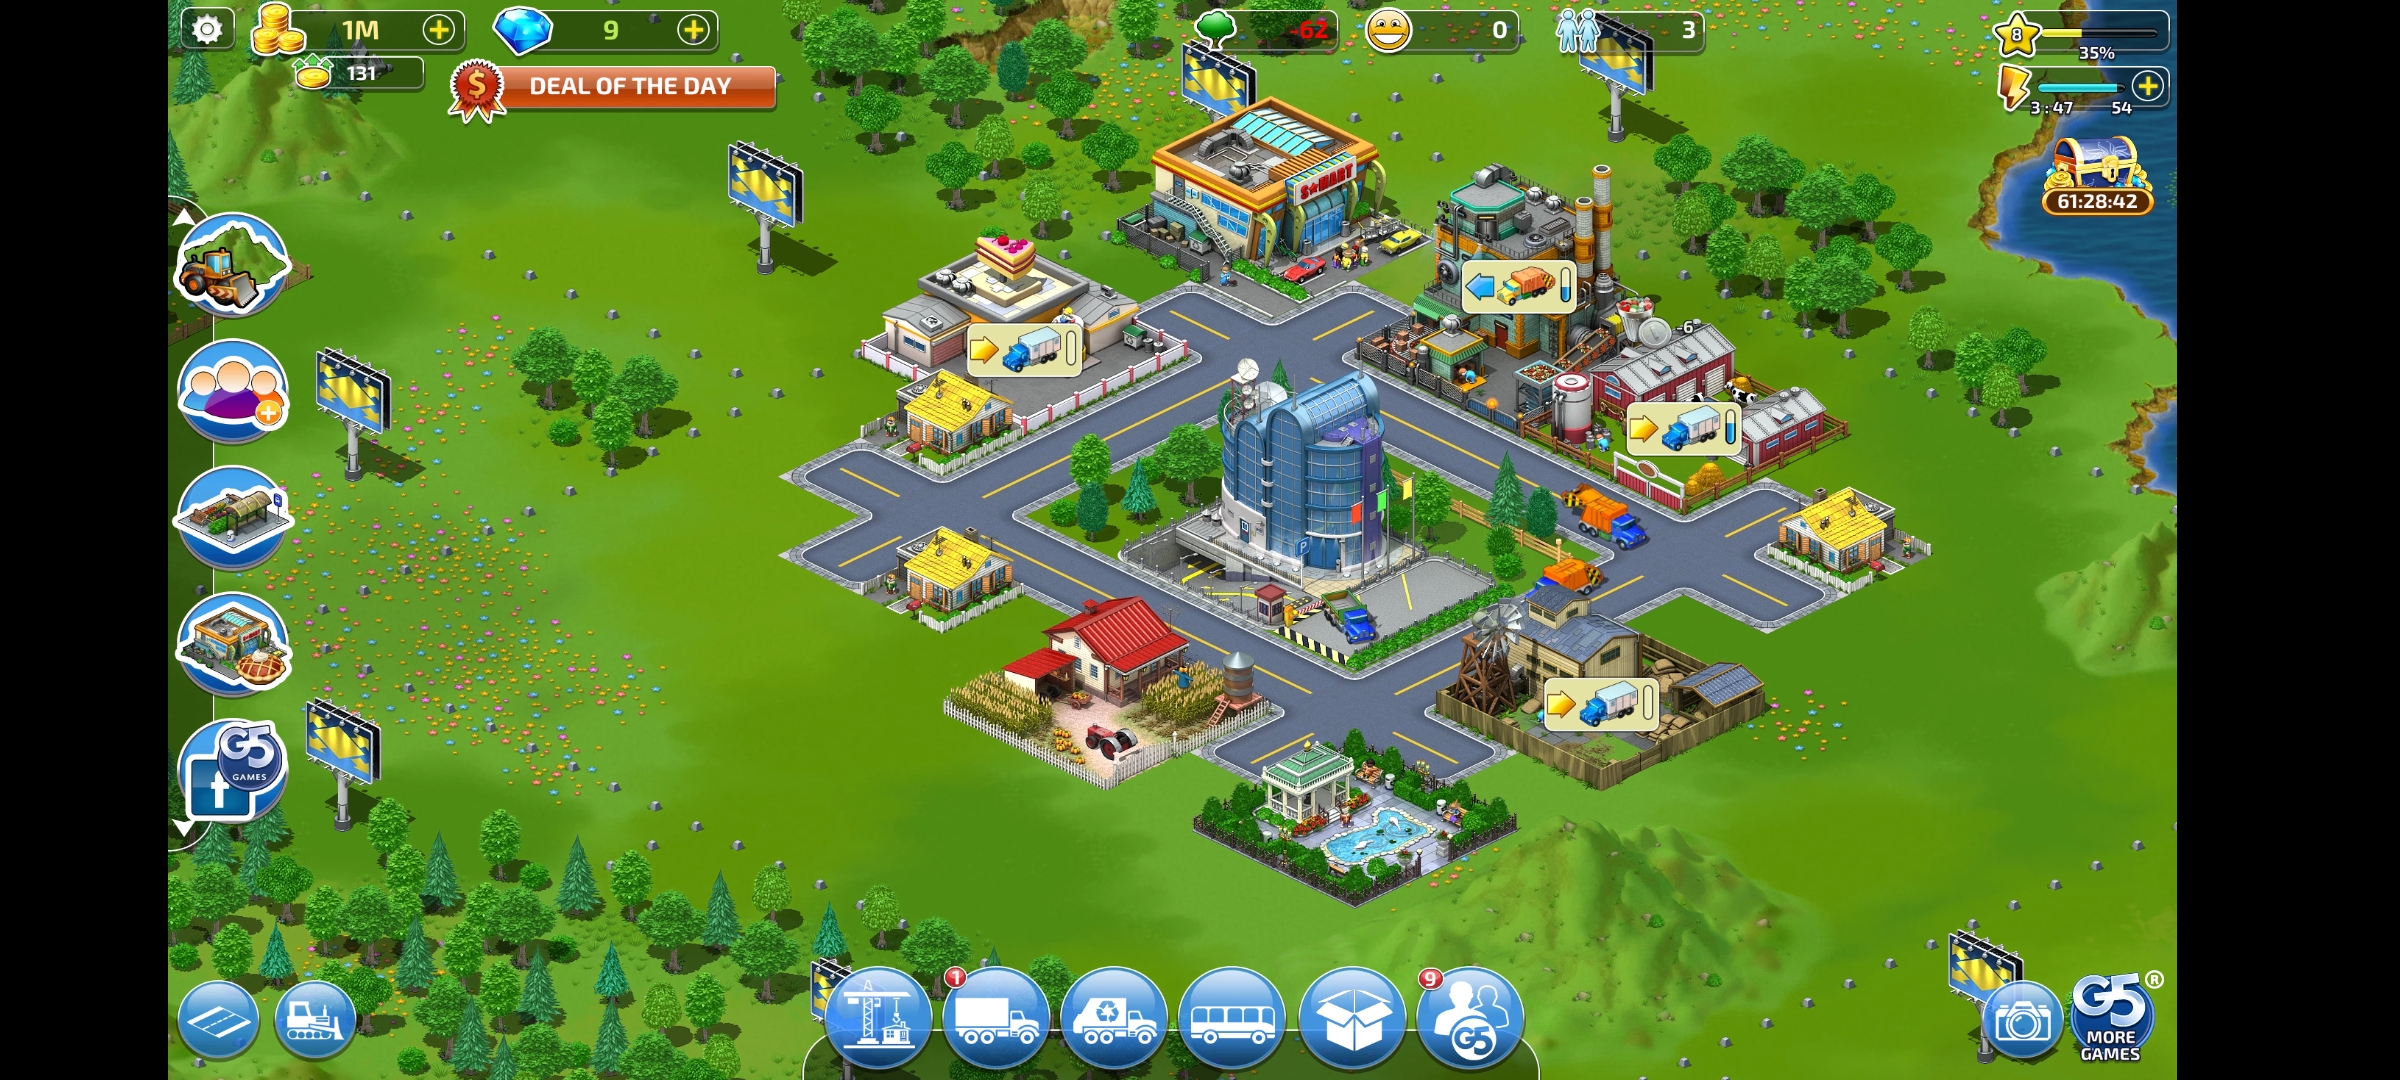 1M
9
-62
0
3
8
35%
131
DEAL OF THE DAY
3:47
54
S★MART
61:28:42
-6
P
G5
GAMES
f
1
9
G5
G5®
MORE
GAMES